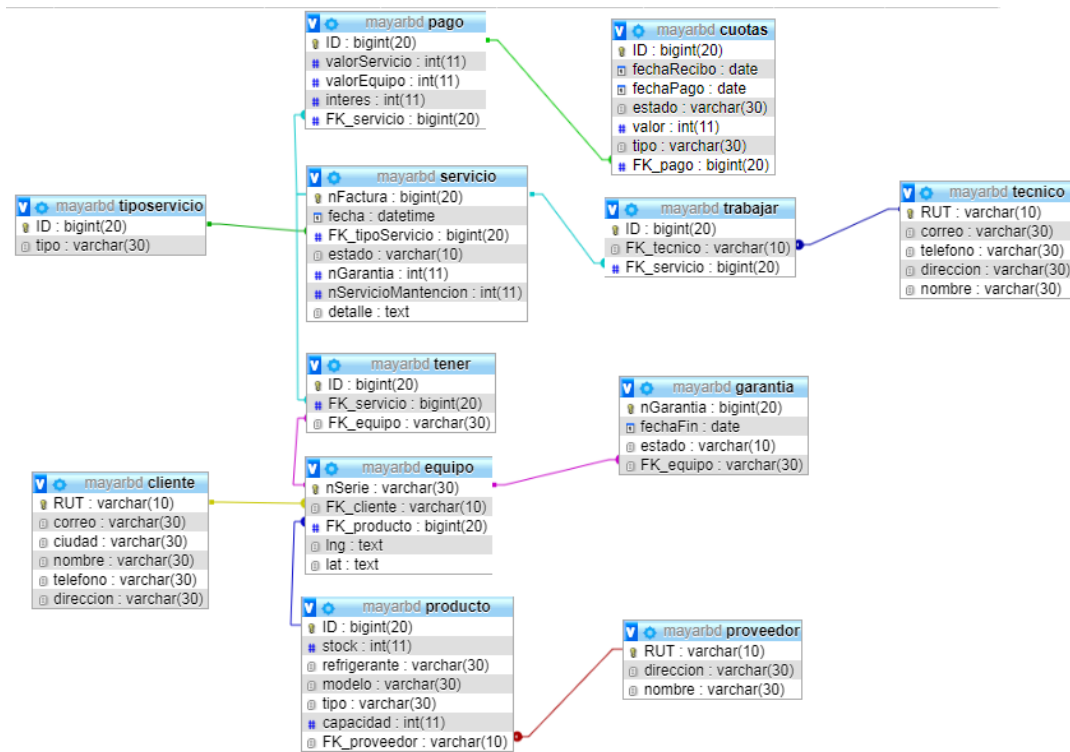 mayarbd pago
ID : bigint(20)
valorServicio : int(11)
valorEquipo : int(11)
interes : int(11)
FK_servicio : bigint(20)
mayarbd cuotas
ID : bigint(20)
fechaRecibo : date
fechaPago : date
estado : varchar(30)
valor : int(11)
tipo : varchar(30)
FK_pago : bigint(20)
mayarbd tiposervicio
ID : bigint(20)
tipo : varchar(30)
mayarbd servicio
nFactura : bigint(20)
fecha : datetime
FK_tipoServicio : bigint(20)
estado : varchar(10)
nGarantia : int(11)
nServicioMantencion : int(11)
detalle : text
mayarbd trabajar
ID : bigint(20)
FK_tecnico : varchar(10)
FK_servicio : bigint(20)
mayarbd tecnico
RUT : varchar(10)
correo : varchar(30)
telefono : varchar(30)
direccion : varchar(30)
nombre : varchar(30)
mayarbd tener
ID : bigint(20)
FK_servicio : bigint(20)
FK_equipo : varchar(30)
mayarbd garantia
nGarantia : bigint(20)
fechaFin : date
estado : varchar(10)
FK_equipo : varchar(30)
mayarbd cliente
RUT : varchar(10)
correo : varchar(30)
ciudad : varchar(30)
nombre : varchar(30)
telefono : varchar(30)
direccion : varchar(30)
mayarbd equipo
nSerie : varchar(30)
FK_cliente : varchar(10)
FK_producto : bigint(20)
lng : text
lat : text
mayarbd producto
ID : bigint(20)
stock : int(11)
refrigerante : varchar(30)
modelo : varchar(30)
tipo : varchar(30)
capacidad : int(11)
FK_proveedor : varchar(10)
mayarbd proveedor
RUT : varchar(10)
direccion : varchar(30)
nombre : varchar(30)